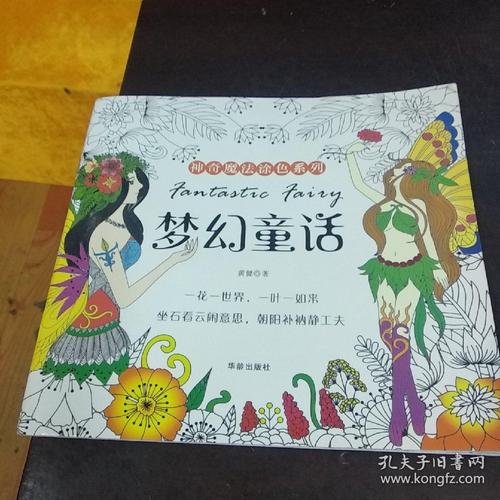 神奇魔法涂色系列
Fantastic Fairy
梦幻童话
黄健◎著
一花一世界，一叶一如来
坐石看云闲意思，朝阳补衲静工夫
华龄出版社
孔夫子旧书网
www.kongfz.com